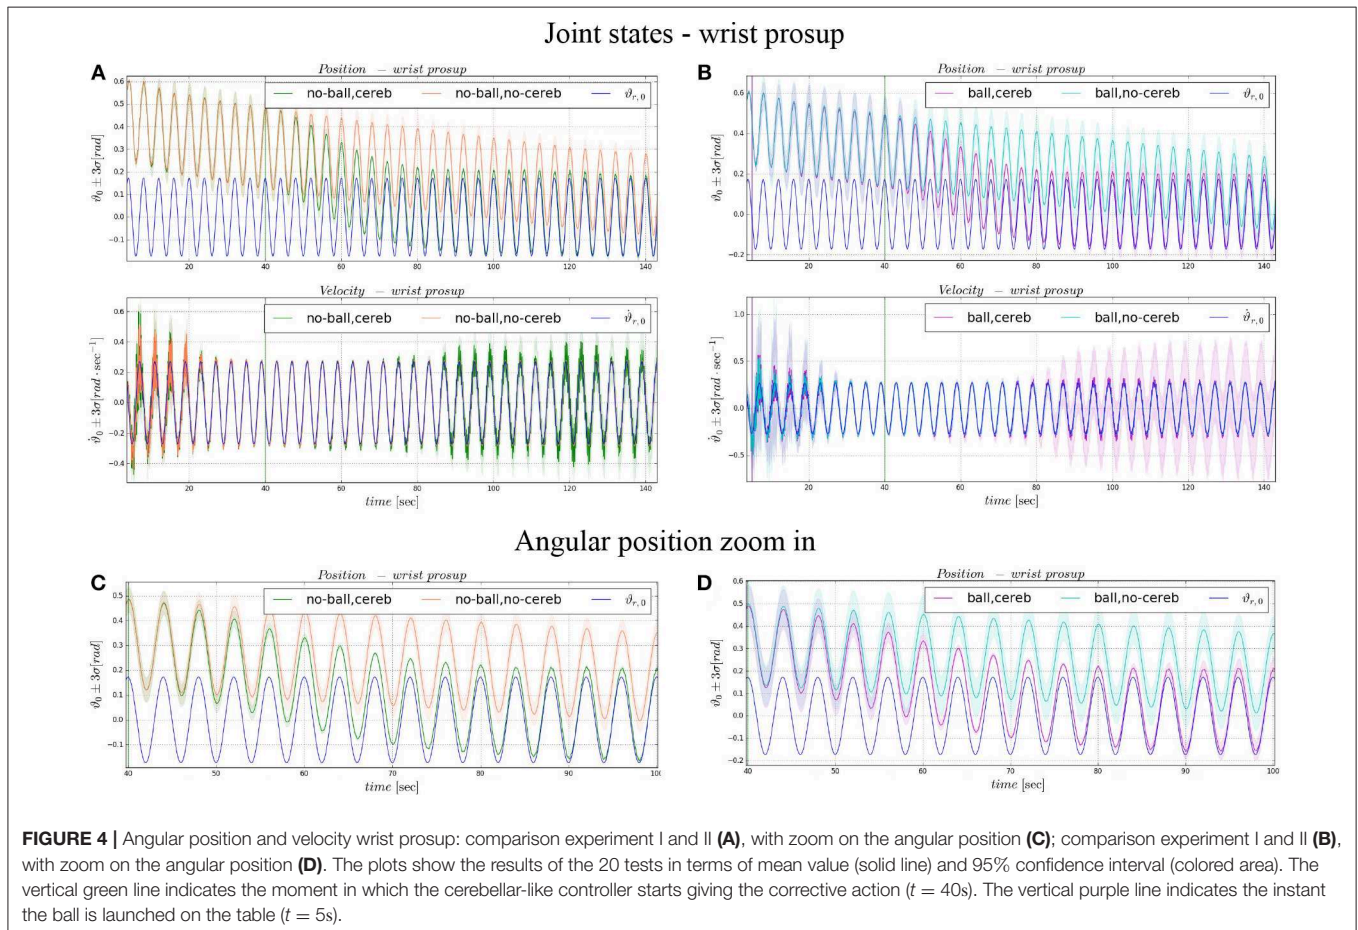 Joint states - wrist prosup
A
Position − wrist prosup
no-ball,cereb no-ball,no-cereb ϑr,0
ϑ0 ± 3σ[rad]
0.6
0.5
0.4
0.3
0.2
0.1
0.0
−0.1
20 40 60 80 100 120 140
Velocity − wrist prosup
no-ball,cereb no-ball,no-cereb ϑ̇r,0
ϑ̇0 ± 3σ[rad · sec−1]
0.6
0.4
0.2
0.0
−0.2
−0.4
20 40 60 80 100 120 140
time [sec]
B
Position − wrist prosup
ball,cereb ball,no-cereb ϑr,0
ϑ0 ± 3σ[rad]
0.6
0.4
0.2
0.0
−0.2
20 40 60 80 100 120 140
Velocity − wrist prosup
ball,cereb ball,no-cereb ϑ̇r,0
ϑ̇0 ± 3σ[rad · sec−1]
1.0
0.5
0.0
−0.5
20 40 60 80 100 120 140
time [sec]
Angular position zoom in
C
Position − wrist prosup
no-ball,cereb no-ball,no-cereb ϑr,0
ϑ0 ± 3σ[rad]
0.5
0.4
0.3
0.2
0.1
0.0
−0.1
40 50 60 70 80 90 100
time [sec]
D
Position − wrist prosup
ball,cereb ball,no-cereb ϑr,0
ϑ0 ± 3σ[rad]
0.6
0.5
0.4
0.3
0.2
0.1
0.0
−0.1
−0.2
40 50 60 70 80 90 100
time [sec]
FIGURE 4 | Angular position and velocity wrist prosup: comparison experiment I and II (A), with zoom on the angular position (C); comparison experiment I and II (B),
with zoom on the angular position (D). The plots show the results of the 20 tests in terms of mean value (solid line) and 95% confidence interval (colored area). The
vertical green line indicates the moment in which the cerebellar-like controller starts giving the corrective action (t = 40s). The vertical purple line indicates the instant
the ball is launched on the table (t = 5s).